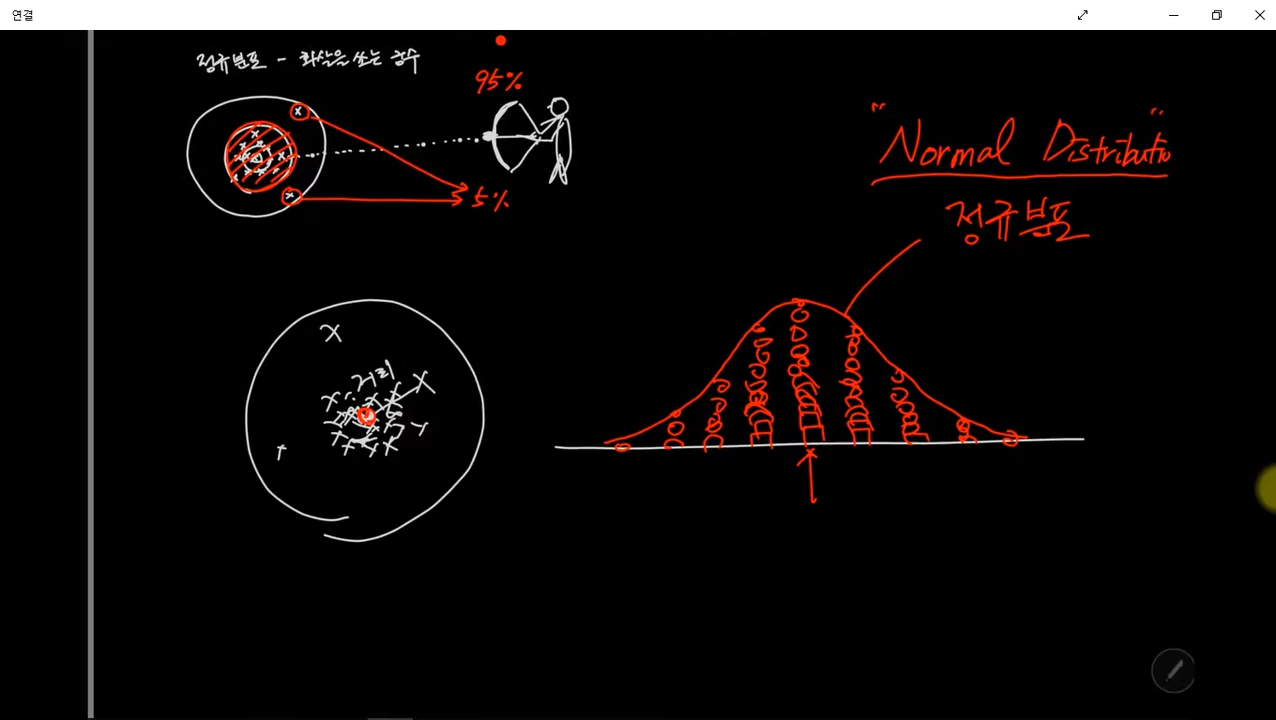 연결
정규분포 - 화살을 쏘는 궁수
95%
5%
"Normal Distributio"
정규분포
거리